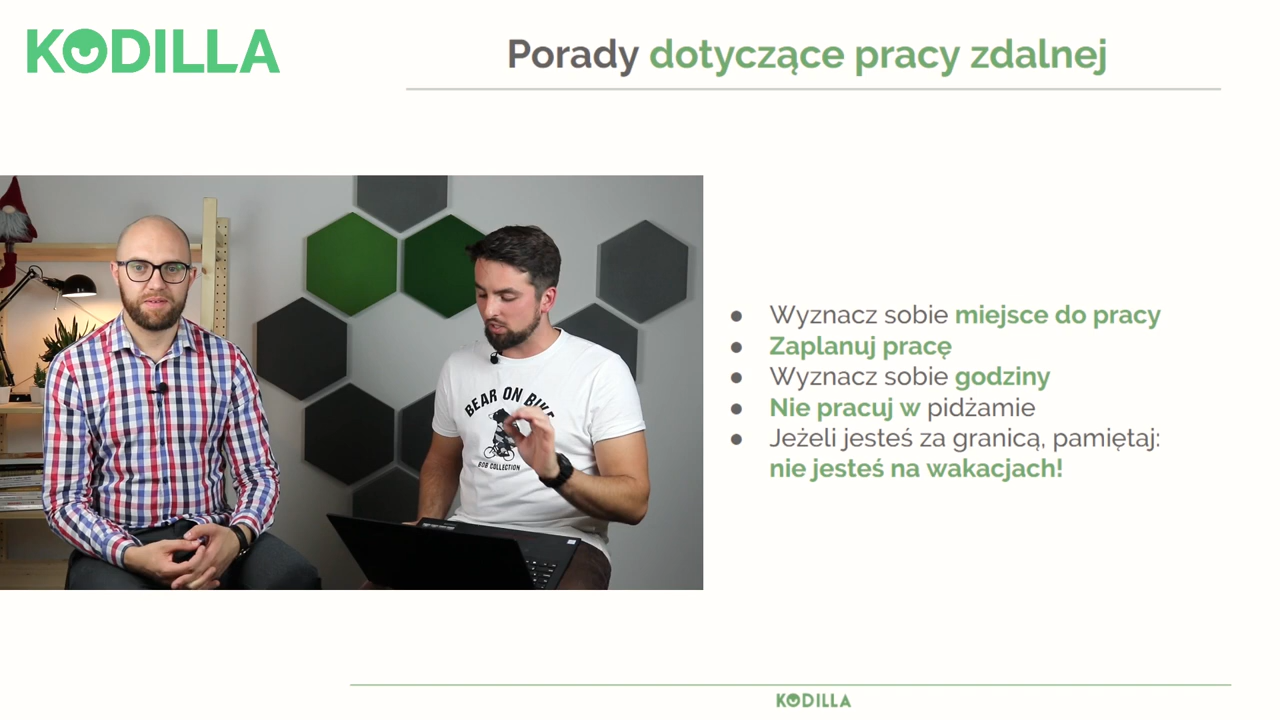 KODILLA
Porady dotyczące pracy zdalnej
BEAR ON BIKE
BOB COLLECTION
● Wyznacz sobie miejsce do pracy
● Zaplanuj pracę
● Wyznacz sobie godziny
● Nie pracuj w pidżamie
● Jeżeli jesteś za granicą, pamiętaj:
nie jesteś na wakacjach!
KODILLA